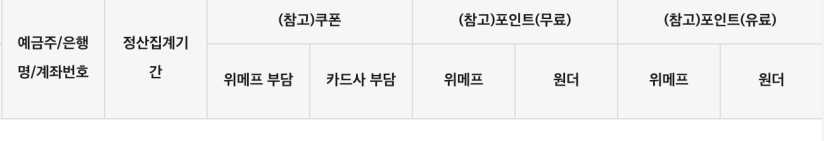 (참고)쿠폰
(참고)포인트(무료)
(참고)포인트(유료)
예금주/은행
명/계좌번호
정산집계기
간
위메프 부담
카드사 부담
위메프
원더
위메프
원더